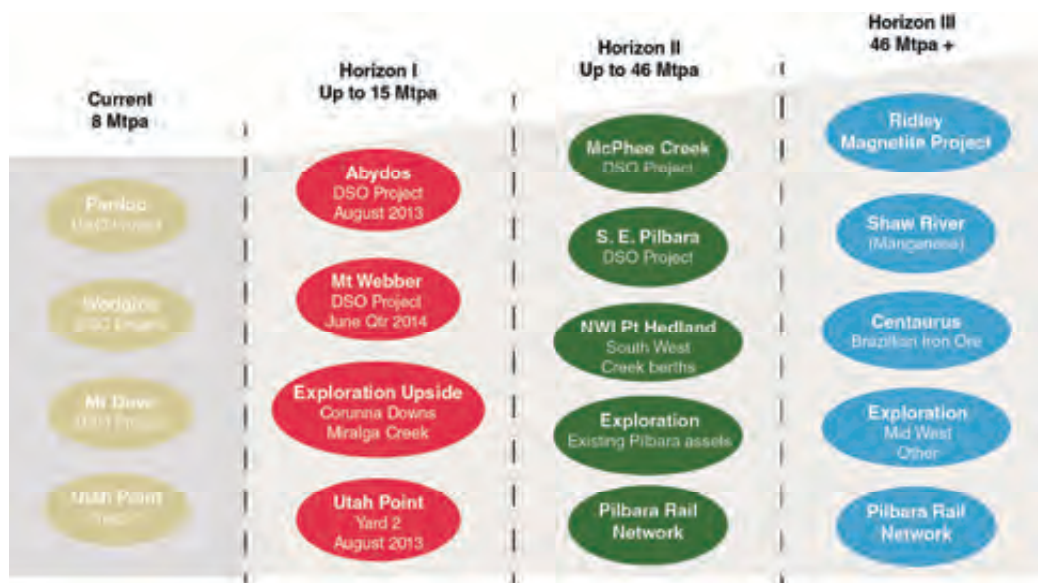 Current
8 Mtpa
Pardoo
Wodgina
Mt Dove
DSO Project
Utah Point
Horizon I
Up to 15 Mtpa
Abydos
DSO Project
August 2013
Mt Webber
DSO Project
June Qtr 2014
Exploration Upside
Corunna Downs
Miralga Creek
Utah Point
Yard 2
August 2013
Horizon II
Up to 46 Mtpa
McPhee Creek
DSO Project
S. E. Pilbara
DSO Project
NWI Pt Hedland
South West
Creek berths
Exploration
Existing Pilbara assets
Pilbara Rail
Network
Horizon III
46 Mtpa +
Ridley
Magnetite Project
Shaw River
(Manganese)
Centaurus
Brazilian Iron Ore
Exploration
Mid West
Other
Pilbara Rail
Network